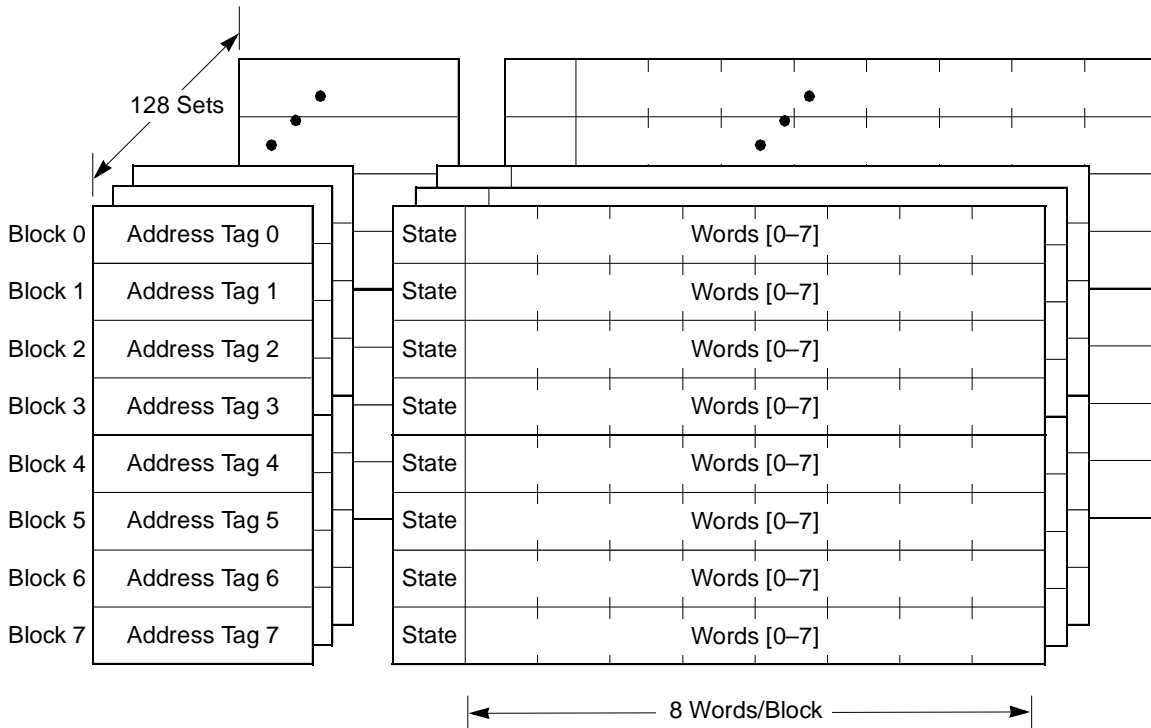 128 Sets
Block 0 Address Tag 0 State Words [0–7]
Block 1 Address Tag 1 State Words [0–7]
Block 2 Address Tag 2 State Words [0–7]
Block 3 Address Tag 3 State Words [0–7]
Block 4 Address Tag 4 State Words [0–7]
Block 5 Address Tag 5 State Words [0–7]
Block 6 Address Tag 6 State Words [0–7]
Block 7 Address Tag 7 State Words [0–7]
8 Words/Block